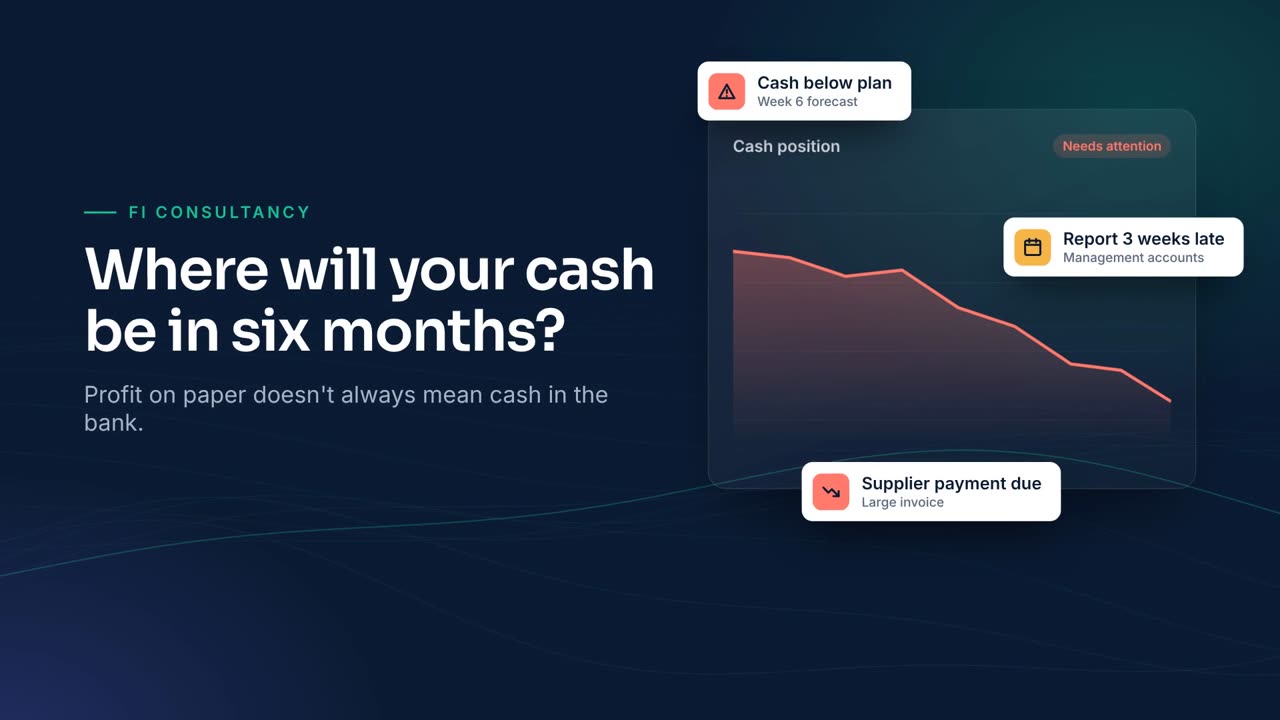 FI CONSULTANCY
Where will your cash
be in six months?
Profit on paper doesn't always mean cash in the
bank.
Cash below plan
Week 6 forecast
Cash position
Needs attention
Report 3 weeks late
Management accounts
Supplier payment due
Large invoice